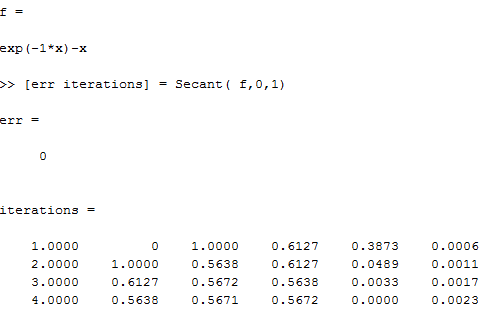 f =
exp(-1*x)-x
>> [err iterations] = Secant( f,0,1)
err =
0
iterations =
1.0000 0 1.0000 0.6127 0.3873 0.0006
2.0000 1.0000 0.5638 0.6127 0.0489 0.0011
3.0000 0.6127 0.5672 0.5638 0.0033 0.0017
4.0000 0.5638 0.5671 0.5672 0.0000 0.0023